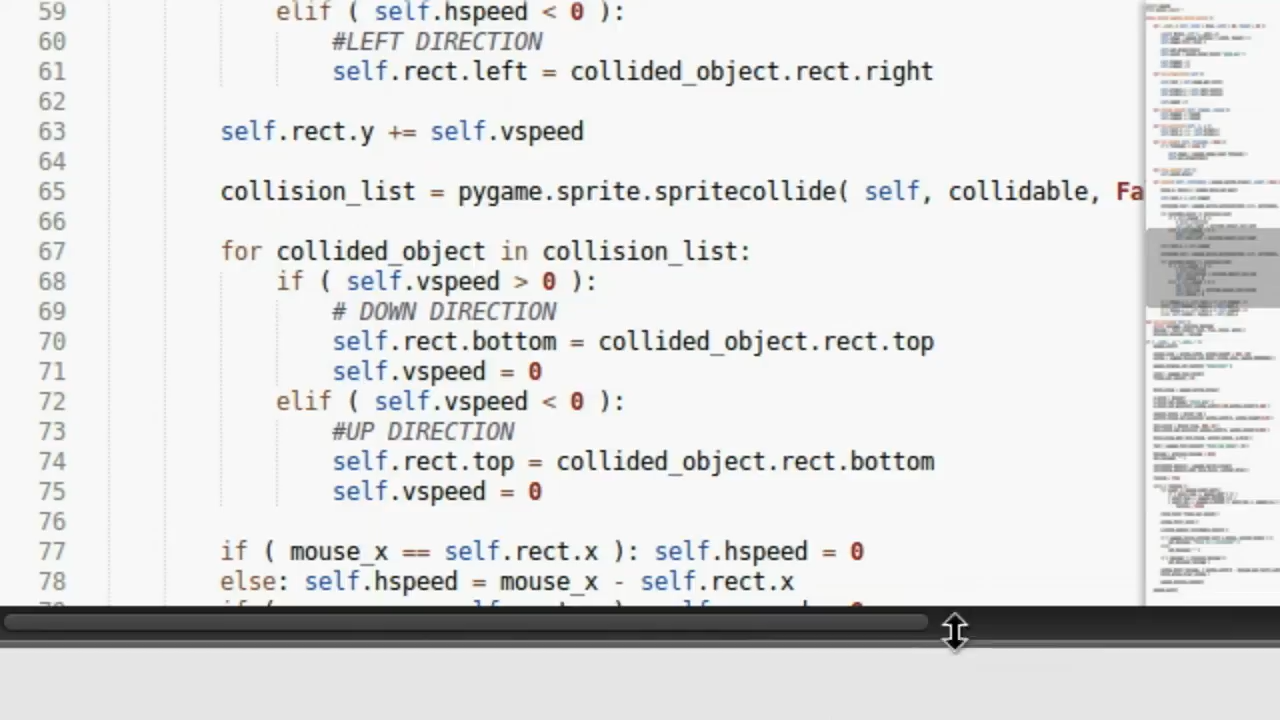 59 elif ( self.hspeed < 0 ):
60 #LEFT DIRECTION
61 self.rect.left = collided_object.rect.right
62
63 self.rect.y += self.vspeed
64
65 collision_list = pygame.sprite.spritecollide( self, collidable, Fa
66
67 for collided_object in collision_list:
68 if ( self.vspeed > 0 ):
69 # DOWN DIRECTION
70 self.rect.bottom = collided_object.rect.top
71 self.vspeed = 0
72 elif ( self.vspeed < 0 ):
73 #UP DIRECTION
74 self.rect.top = collided_object.rect.bottom
75 self.vspeed = 0
76
77 if ( mouse_x == self.rect.x ): self.hspeed = 0
78 else: self.hspeed = mouse_x - self.rect.x